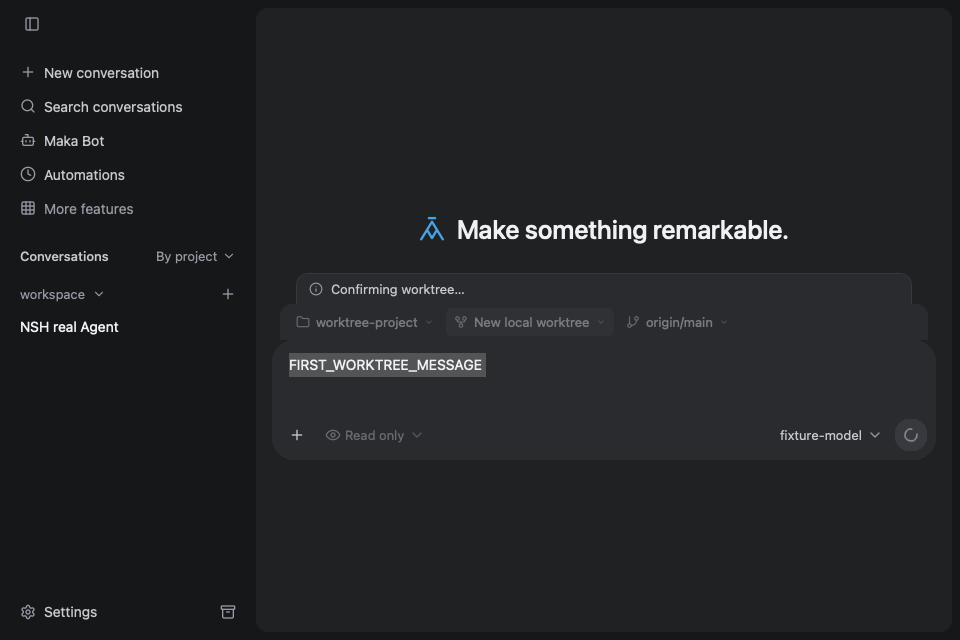 New conversation
Search conversations
Maka Bot
Automations
More features
Conversations
By project
workspace
NSH real Agent
Settings
Make something remarkable.
Confirming worktree...
worktree-project
New local worktree
origin/main
FIRST_WORKTREE_MESSAGE
Read only
fixture-model